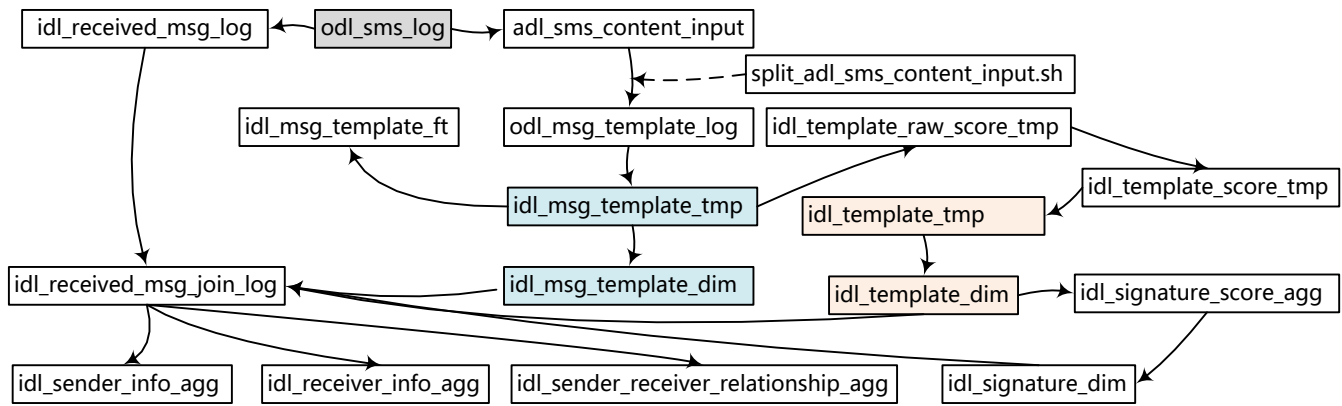 idl_received_msg_log
odl_sms_log
adl_sms_content_input
split_adl_sms_content_input.sh
idl_msg_template_ft
odl_msg_template_log
idl_template_raw_score_tmp
idl_template_score_tmp
idl_msg_template_tmp
idl_template_tmp
idl_received_msg_join_log
idl_msg_template_dim
idl_template_dim
idl_signature_score_agg
idl_sender_info_agg
idl_receiver_info_agg
idl_sender_receiver_relationship_agg
idl_signature_dim